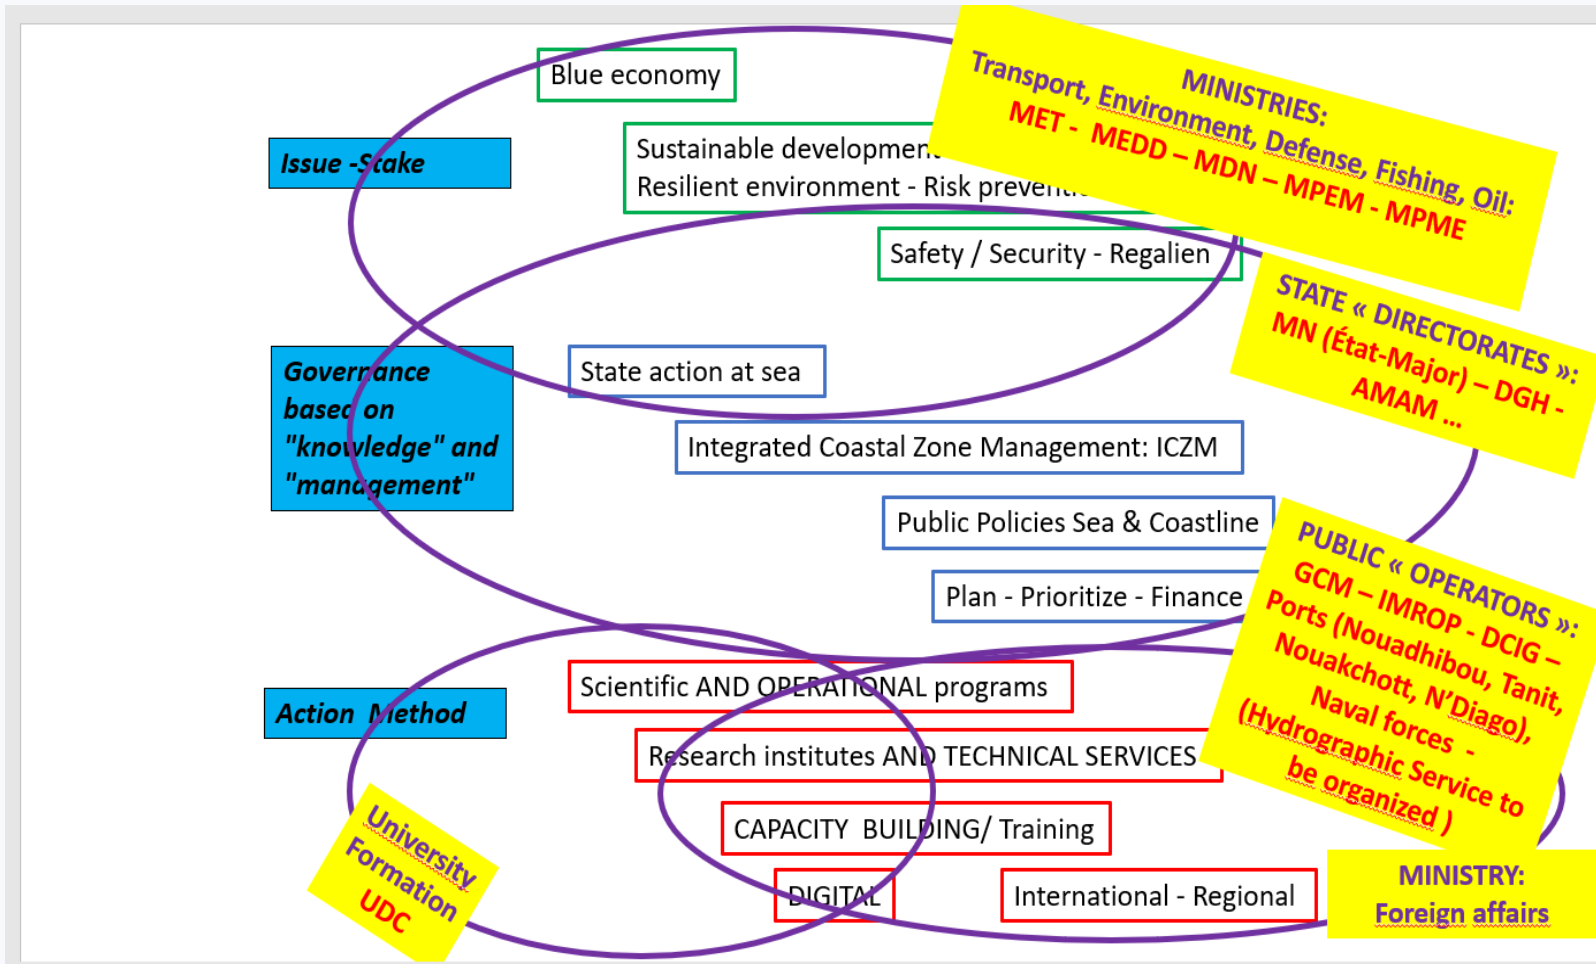 Blue economy
Issue -Stake
Sustainable development
Resilient environment - Risk
Safety / Security - Regalien
MINISTRIES:
Transport, Environment, Defense, Fishing, Oil:
MET - MEDD – MDN – MPEM - MPME
STATE « DIRECTORATES »:
MN (État-Major) – DGH -
AMAM ...
Governance
based on
"knowledge" and
"management"
State action at sea
Integrated Coastal Zone Management: ICZM
Public Policies Sea & Coastline
Plan - Prioritize - Finance
PUBLIC « OPERATORS »:
GCM – IMROP - DCIG –
Ports (Nouadhibou, Tanit,
Nouakchott, N’Diago),
Naval forces -
(Hydrographic Service to
be organized )
Action Method
Scientific AND OPERATIONAL programs
Research institutes AND TECHNICAL SERVICES
CAPACITY BUILDING/ Training
DIGITAL
International - Regional
University
Formation
UDC
MINISTRY:
Foreign affairs